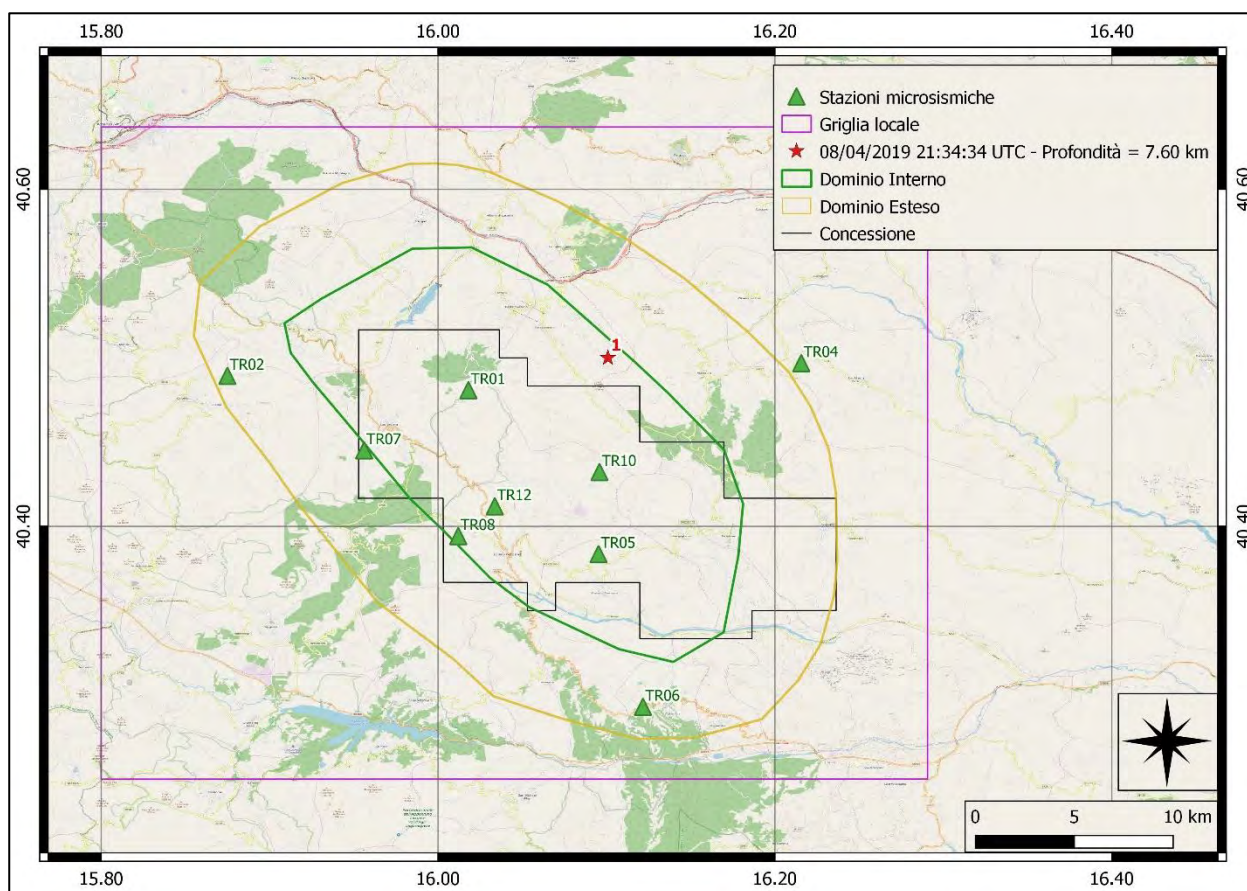 15.80 16.00 16.20 16.40
Stazioni microsismiche
Griglia locale
08/04/2019 21:34:34 UTC - Profondità = 7.60 km
Dominio Interno
Dominio Esteso
Concessione
40.60 40.60
1
TR04
TR02
TR01
TR07
TR10
TR12
40.40 40.40
TR08
TR05
TR06
0 5 10 km
15.80 16.00 16.20 16.40